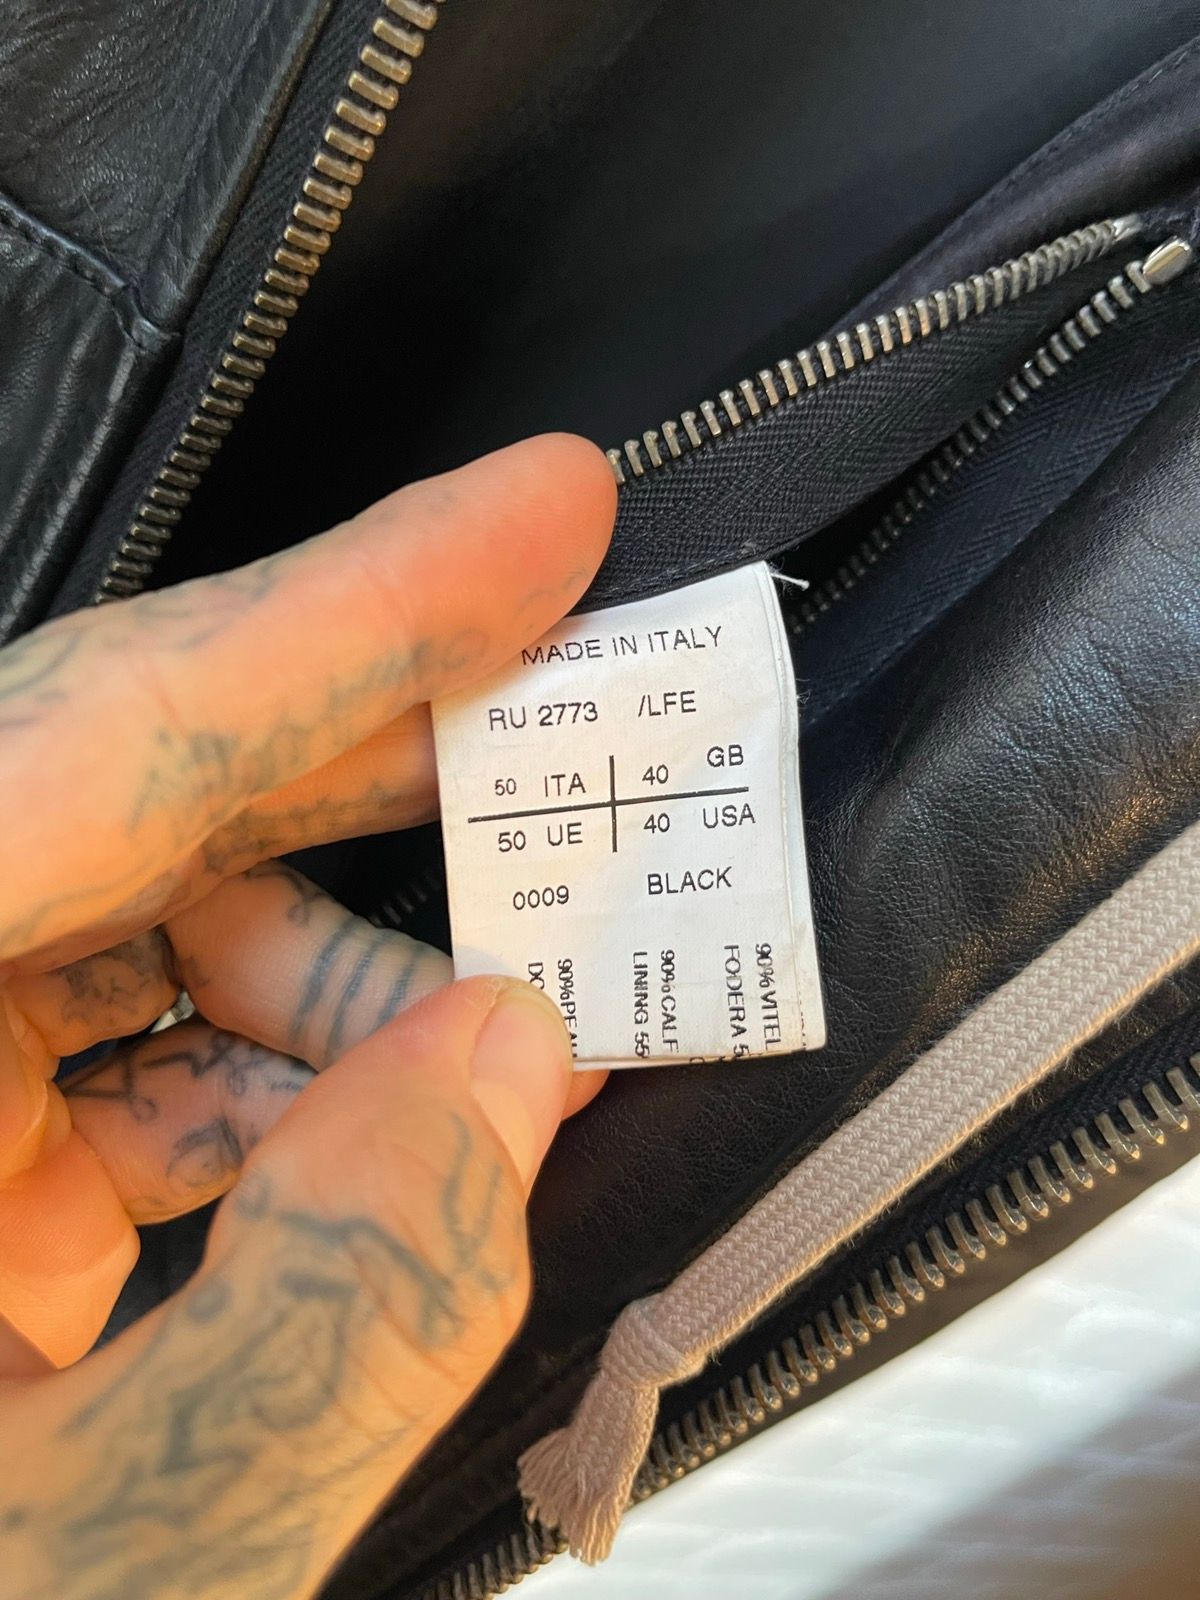 MADE IN ITALY
RU 2773 /LFE
50 ITA 40 GB
50 UE 40 USA
0009 BLACK
90% VITEL
FODERA 5
90% CALF
LINING 55
90% PEAU